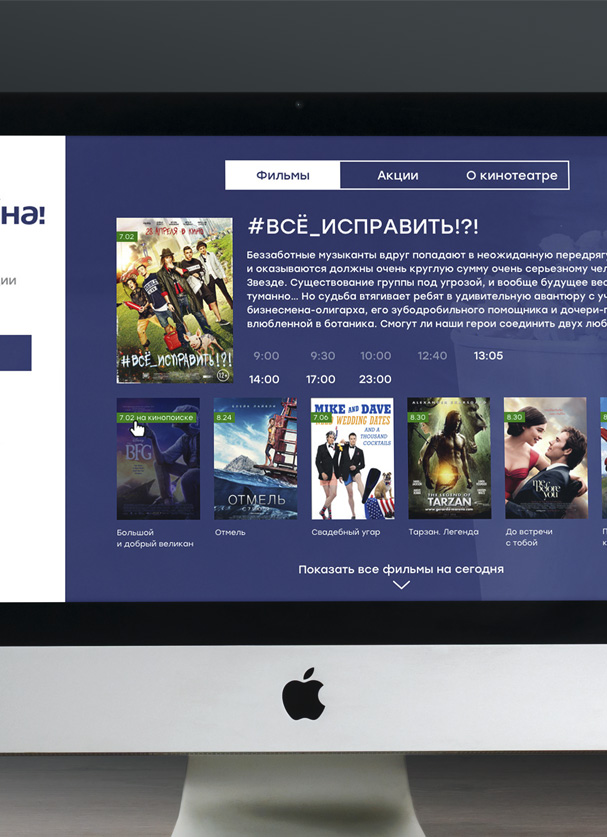 на!
ии
Фильмы
Акции
О кинотеатре
#ВСЁ_ИСПРАВИТЬ!?!
Беззаботные музыканты вдруг попадают в неожиданную передряг
и оказываются должны очень круглую сумму очень серьезному чел
Звезде. Существование группы под угрозой, и вообще будущее вес
туманно... Но судьба втягивает ребят в удивительную авантюру с уч
бизнесмена-олигарха, его зубодробильного помощника и дочери-г
влюбленной в ботаника. Смогут ли наши герои соединить двух люб
9:00 9:30 10:00 12:40 13:05
14:00 17:00 23:00
28 АПРЕЛЯ В КИНО
7.02
#ВСЁ_ИСПРАВИТЬ!?!
12+
7.02 на кинопоиске
BFG
Большой
и добрый великан
8.24
БЛЕЙК ЛАЙВЛИ
ОТМЕЛЬ
Отмель
MIKE AND DAVE
7.06
WEDDING DATES
AND A
THOUSAND
COCKTAILS
Свадебный угар
8.30
TARZAN
Тарзан. Легенда
8.30
me
before
you
До встречи
с тобой
8
П
к
Показать все фильмы на сегодня